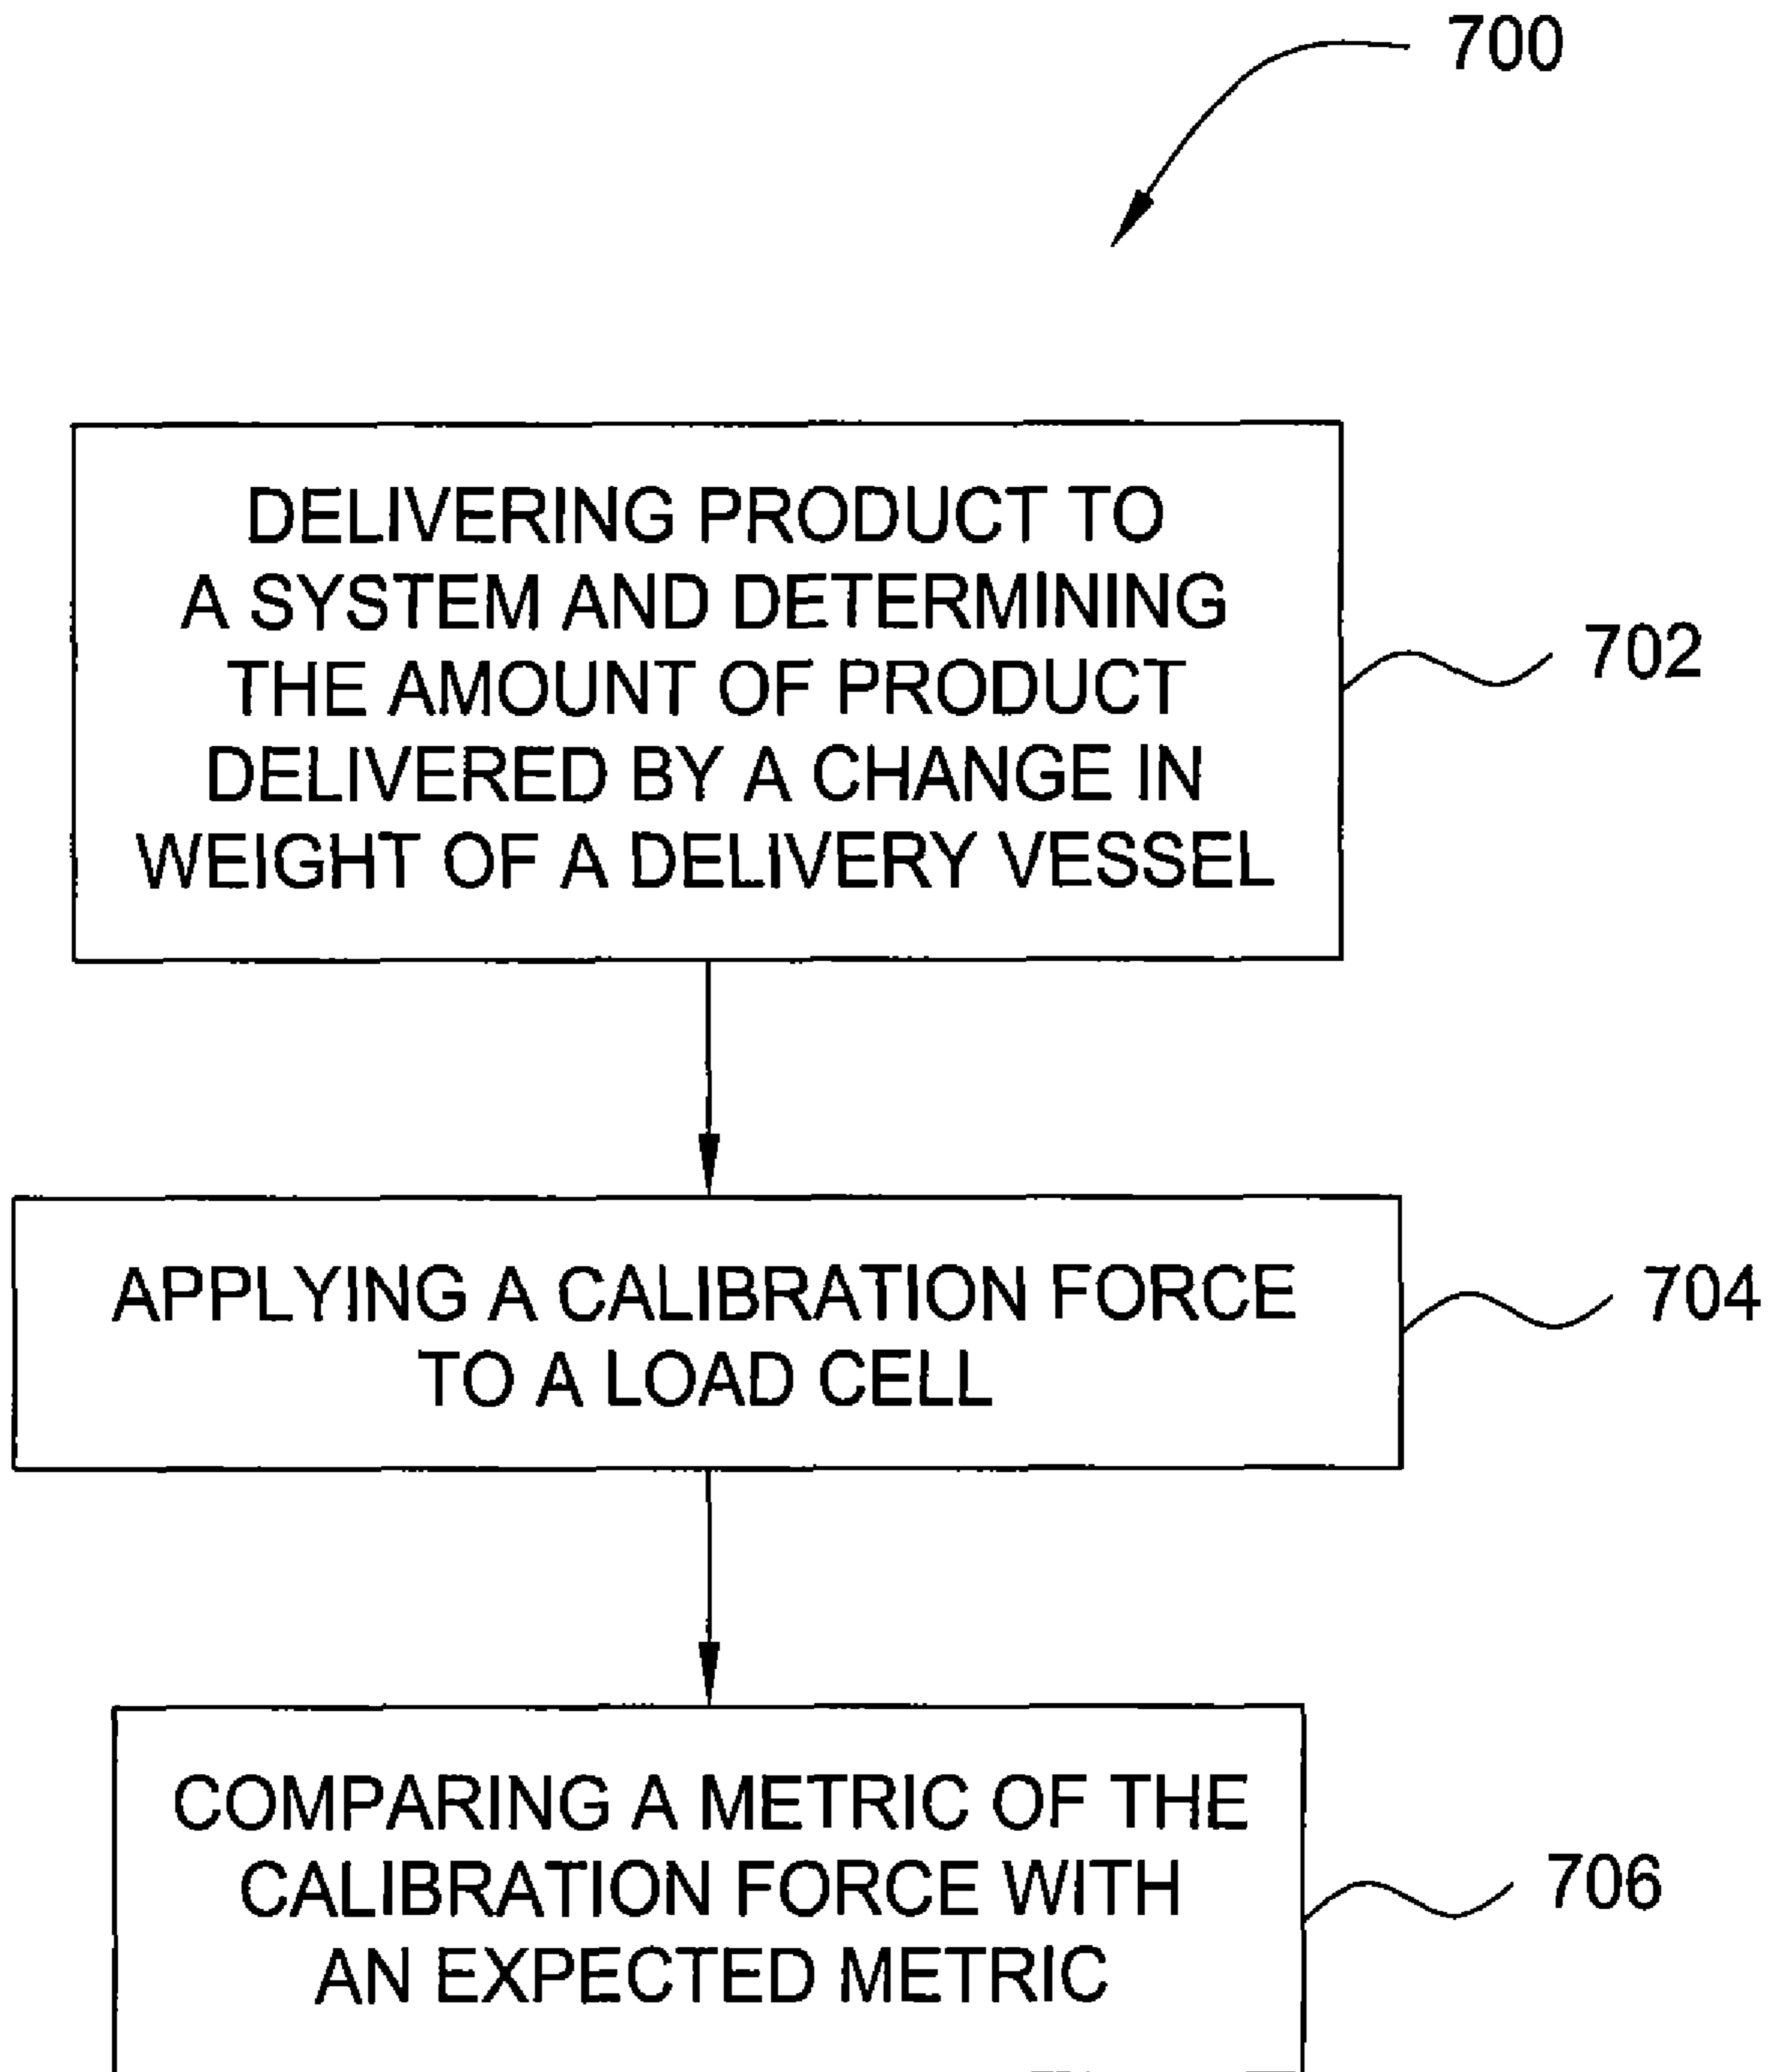 700
DELIVERING PRODUCT TO
A SYSTEM AND DETERMINING
THE AMOUNT OF PRODUCT
DELIVERED BY A CHANGE IN
WEIGHT OF A DELIVERY VESSEL
702
APPLYING A CALIBRATION FORCE
TO A LOAD CELL
704
COMPARING A METRIC OF THE
CALIBRATION FORCE WITH
AN EXPECTED METRIC
706